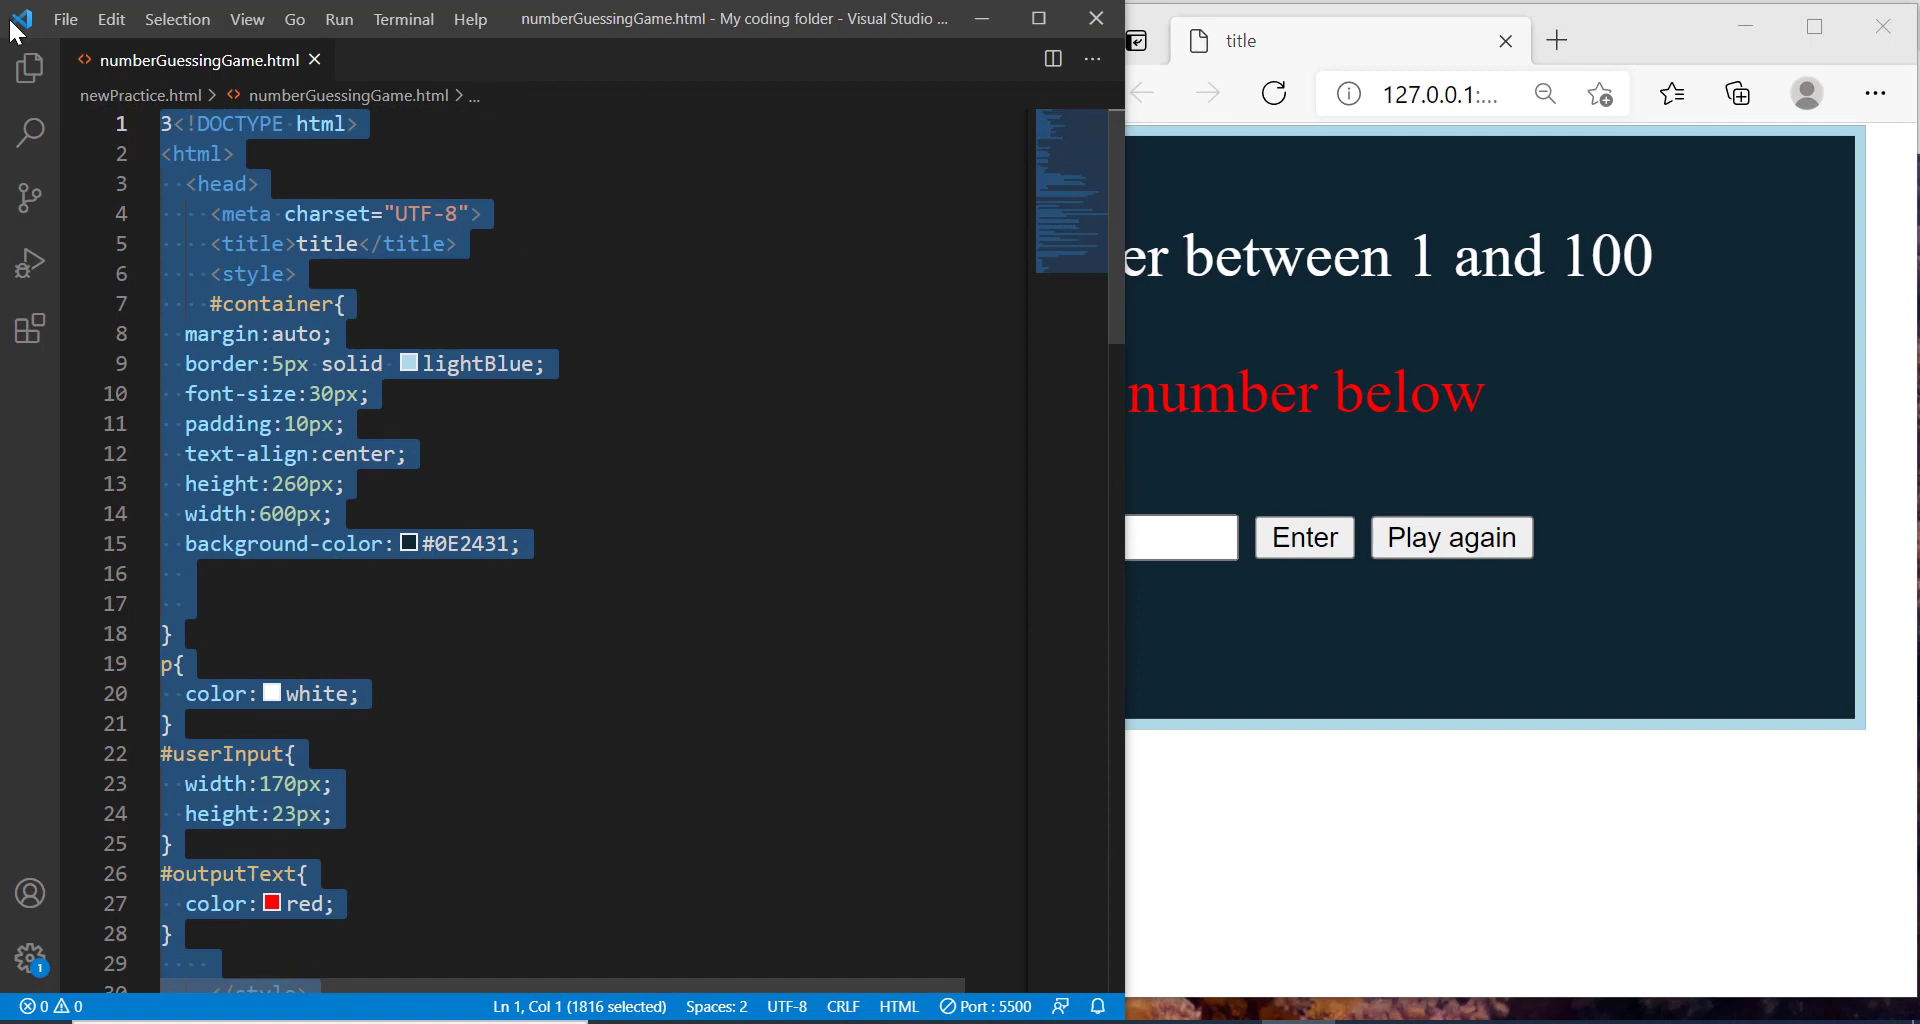 File Edit Selection View Go Run Terminal Help numberGuessingGame.html - My coding folder - Visual Studio ...
numberGuessingGame.html
newPractice.html > numberGuessingGame.html > ...
1 3<!DOCTYPE html>
2 <html>
3 <head>
4 <meta charset="UTF-8">
5 <title>title</title>
6 <style>
7 #container{
8 margin:auto;
9 border:5px solid lightBlue;
10 font-size:30px;
11 padding:10px;
12 text-align:center;
13 height:260px;
14 width:600px;
15 background-color:#0E2431;
16
17
18 }
19 p{
20 color:white;
21 }
22 #userInput{
23 width:170px;
24 height:23px;
25 }
26 #outputText{
27 color:red;
28 }
29
30 </style>
1
0 0 Ln 1, Col 1 (1816 selected) Spaces: 2 UTF-8 CRLF HTML Port : 5500
title
127.0.0.1:...
er between 1 and 100
number below
Enter Play again